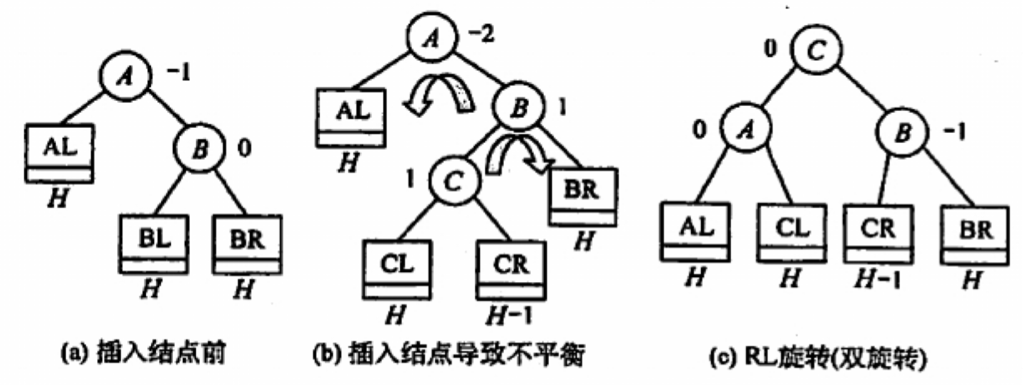 A -1
AL
H
B 0
BL
H
BR
H
(a) 插入结点前
A -2
AL
H
B 1
1 C
BR
H
CL
H
CR
H-1
(b) 插入结点导致不平衡
0 C
0 A
B -1
AL
H
CL
H
CR
H-1
BR
H
(c) RL旋转(双旋转)